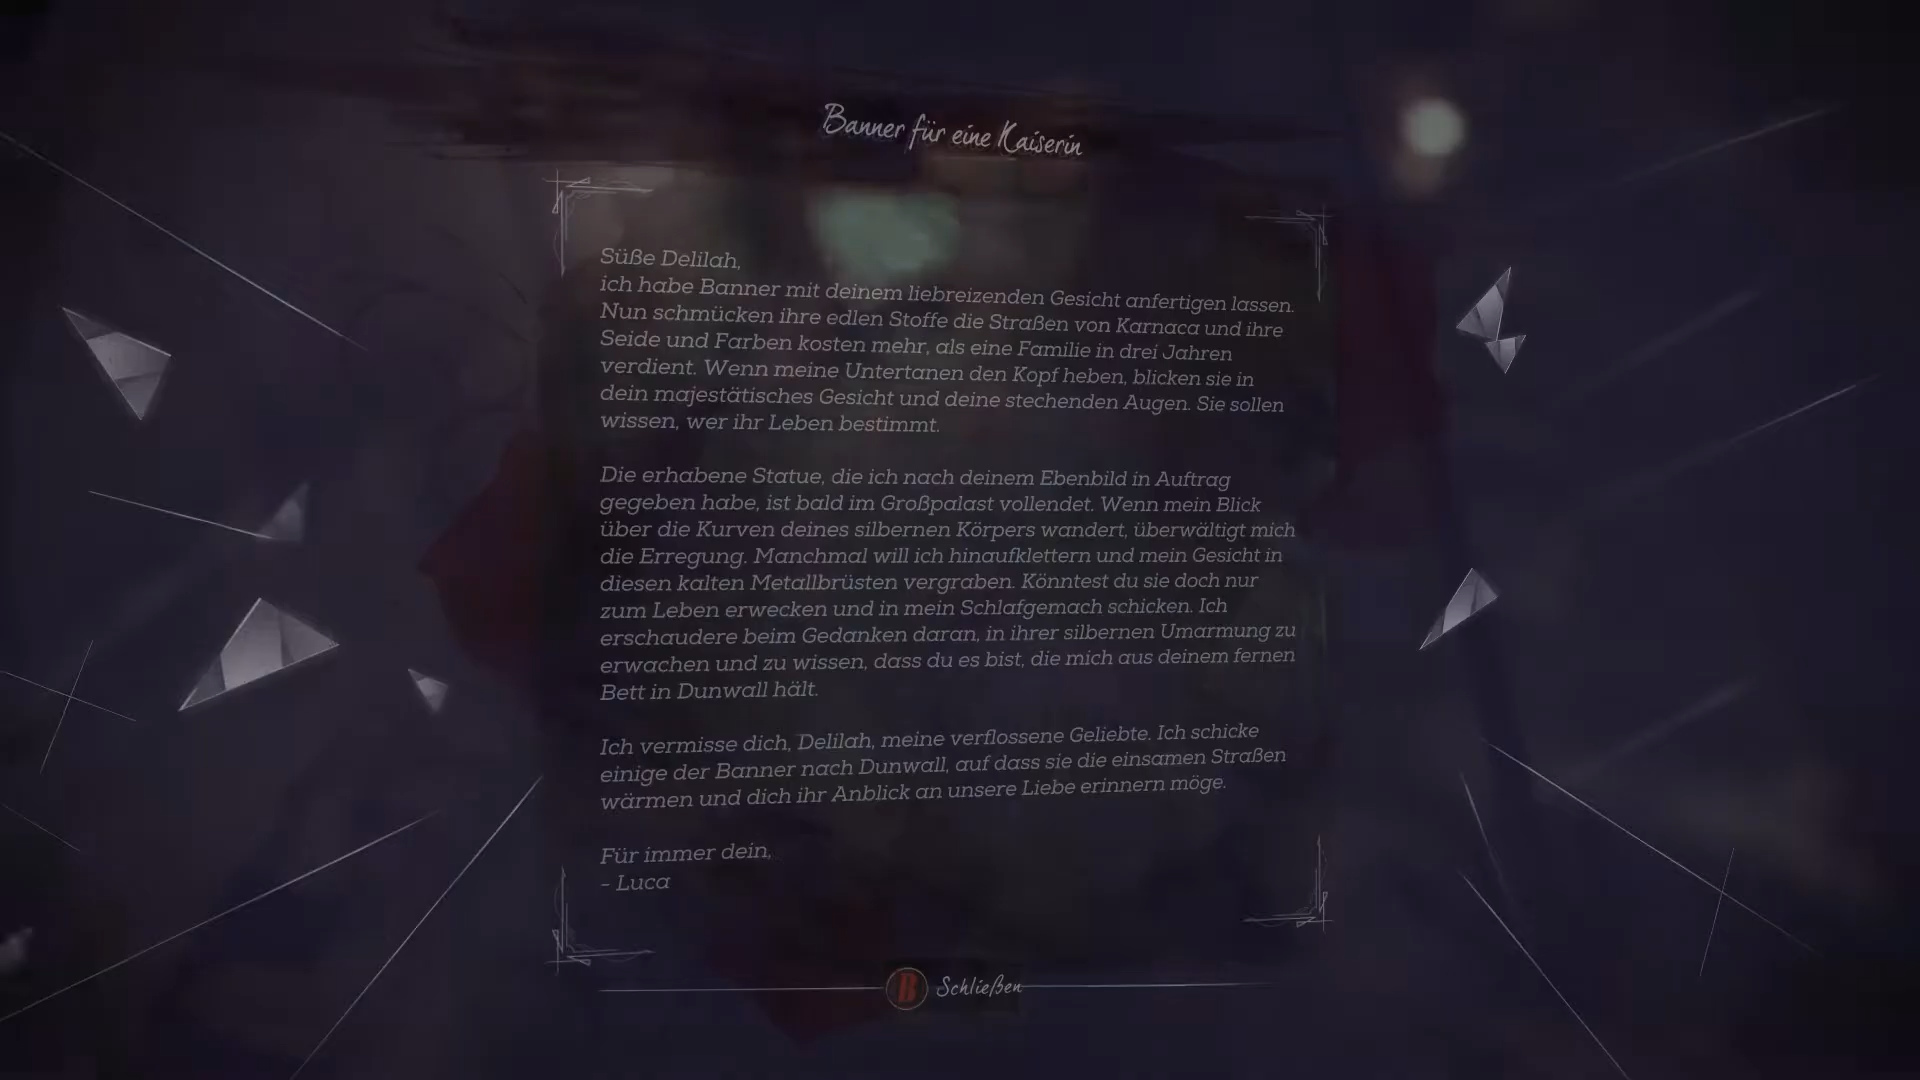 Banner für eine Kaiserin
Süße Delilah,
ich habe Banner mit deinem liebreizenden Gesicht anfertigen lassen.
Nun schmücken ihre edlen Stoffe die Straßen von Karnaca und ihre
Seide und Farben kosten mehr, als eine Familie in drei Jahren
verdient. Wenn meine Untertanen den Kopf heben, blicken sie in
dein majestätisches Gesicht und deine stechenden Augen. Sie sollen
wissen, wer ihr Leben bestimmt.
Die erhabene Statue, die ich nach deinem Ebenbild in Auftrag
gegeben habe, ist bald im Großpalast vollendet. Wenn mein Blick
über die Kurven deines silbernen Körpers wandert, überwältigt mich
die Erregung. Manchmal will ich hinaufklettern und mein Gesicht in
diesen kalten Metallbrüsten vergraben. Könntest du sie doch nur
zum Leben erwecken und in mein Schlafgemach schicken. Ich
erschaudere beim Gedanken daran, in ihrer silbernen Umarmung zu
erwachen und zu wissen, dass du es bist, die mich aus deinem fernen
Bett in Dunwall hält.
Ich vermisse dich, Delilah, meine verflossene Geliebte. Ich schicke
einige der Banner nach Dunwall, auf dass sie die einsamen Straßen
wärmen und dich ihr Anblick an unsere Liebe erinnern möge.
Für immer dein,
- Luca
B Schließen